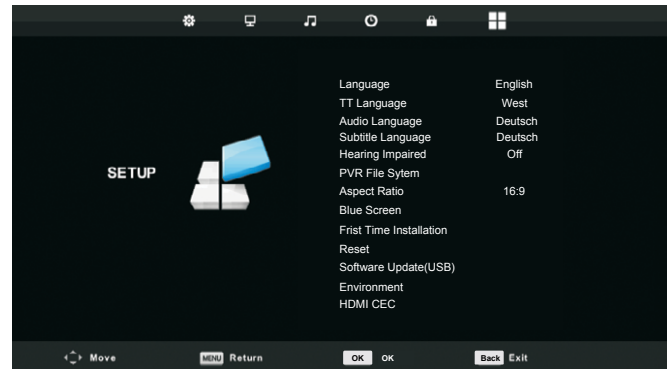 Language English
TT Language West
Audio Language Deutsch
Subtitle Language Deutsch
Hearing Impaired Off
SETUP
PVR File Sytem
Aspect Ratio 16:9
Blue Screen
Frist Time Installation
Reset
Software Update(USB)
Environment
HDMI CEC
Move MENU Return OK OK Back Exit